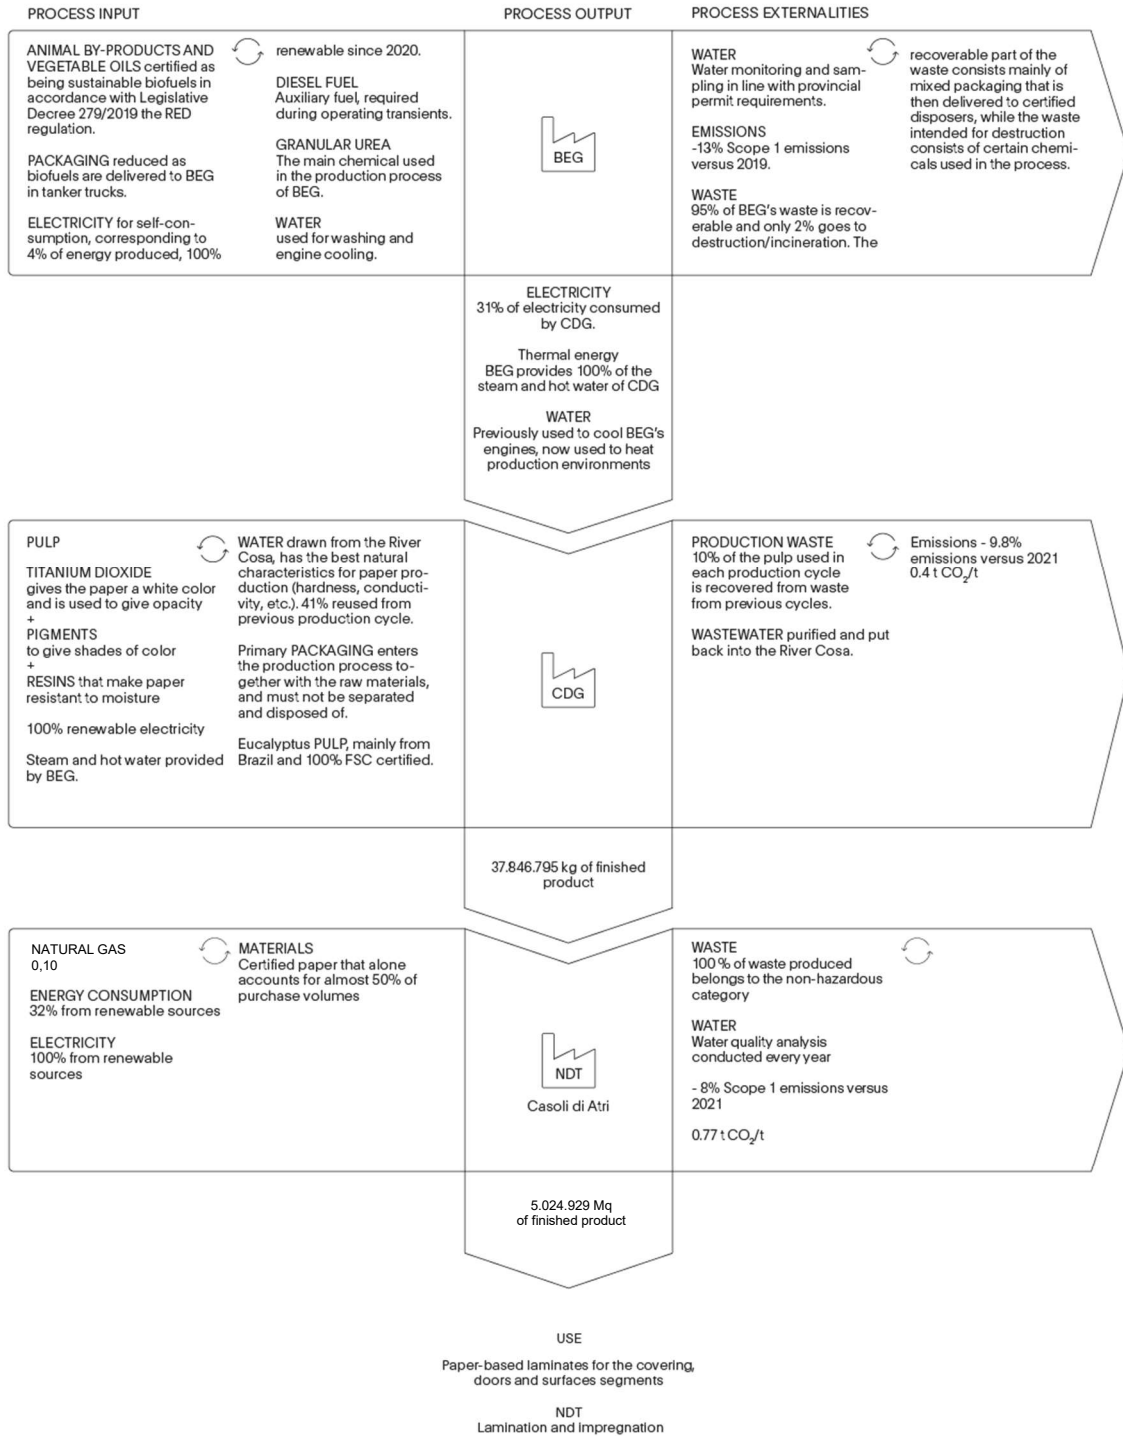 PROCESS INPUT
PROCESS OUTPUT
PROCESS EXTERNALITIES
ANIMAL BY-PRODUCTS AND
VEGETABLE OILS certified as
being sustainable biofuels in
accordance with Legislative
Decree 279/2019 the RED
regulation.
PACKAGING reduced as
biofuels are delivered to BEG
in tanker trucks.
ELECTRICITY for self-con-
sumption, corresponding to
4% of energy produced, 100%
renewable since 2020.
DIESEL FUEL
Auxiliary fuel, required
during operating transients.
GRANULAR UREA
The main chemical used
in the production process
of BEG.
WATER
used for washing and
engine cooling.
BEG
WATER
Water monitoring and sam-
pling in line with provincial
permit requirements.
EMISSIONS
-13% Scope 1 emissions
versus 2019.
WASTE
95% of BEG's waste is recov-
erable and only 2% goes to
destruction/incineration. The
recoverable part of the
waste consists mainly of
mixed packaging that is
then delivered to certified
disposers, while the waste
intended for destruction
consists of certain chemi-
cals used in the process.
ELECTRICITY
31% of electricity consumed
by CDG.
Thermal energy
BEG provides 100% of the
steam and hot water of CDG
WATER
Previously used to cool BEG's
engines, now used to heat
production environments
PULP
TITANIUM DIOXIDE
gives the paper a white color
and is used to give opacity
+
PIGMENTS
to give shades of color
+
RESINS that make paper
resistant to moisture
100% renewable electricity
Steam and hot water provided
by BEG.
WATER drawn from the River
Cosa, has the best natural
characteristics for paper pro-
duction (hardness, conducti-
vity, etc.). 41% reused from
previous production cycle.
Primary PACKAGING enters
the production process to-
gether with the raw materials,
and must not be separated
and disposed of.
Eucalyptus PULP, mainly from
Brazil and 100% FSC certified.
CDG
PRODUCTION WASTE
10% of the pulp used in
each production cycle
is recovered from waste
from previous cycles.
WASTEWATER purified and put
back into the River Cosa.
Emissions - 9.8%
emissions versus 2021
0.4 t CO₂/t
37.846.795 kg of finished
product
NATURAL GAS
0,10
ENERGY CONSUMPTION
32% from renewable sources
ELECTRICITY
100% from renewable
sources
MATERIALS
Certified paper that alone
accounts for almost 50% of
purchase volumes
NDT
Casoli di Atri
WASTE
100 % of waste produced
belongs to the non-hazardous
category
WATER
Water quality analysis
conducted every year
- 8% Scope 1 emissions versus
2021
0.77 t CO₂/t
5.024.929 Mq
of finished product
USE
Paper-based laminates for the covering,
doors and surfaces segments
NDT
Lamination and impregnation